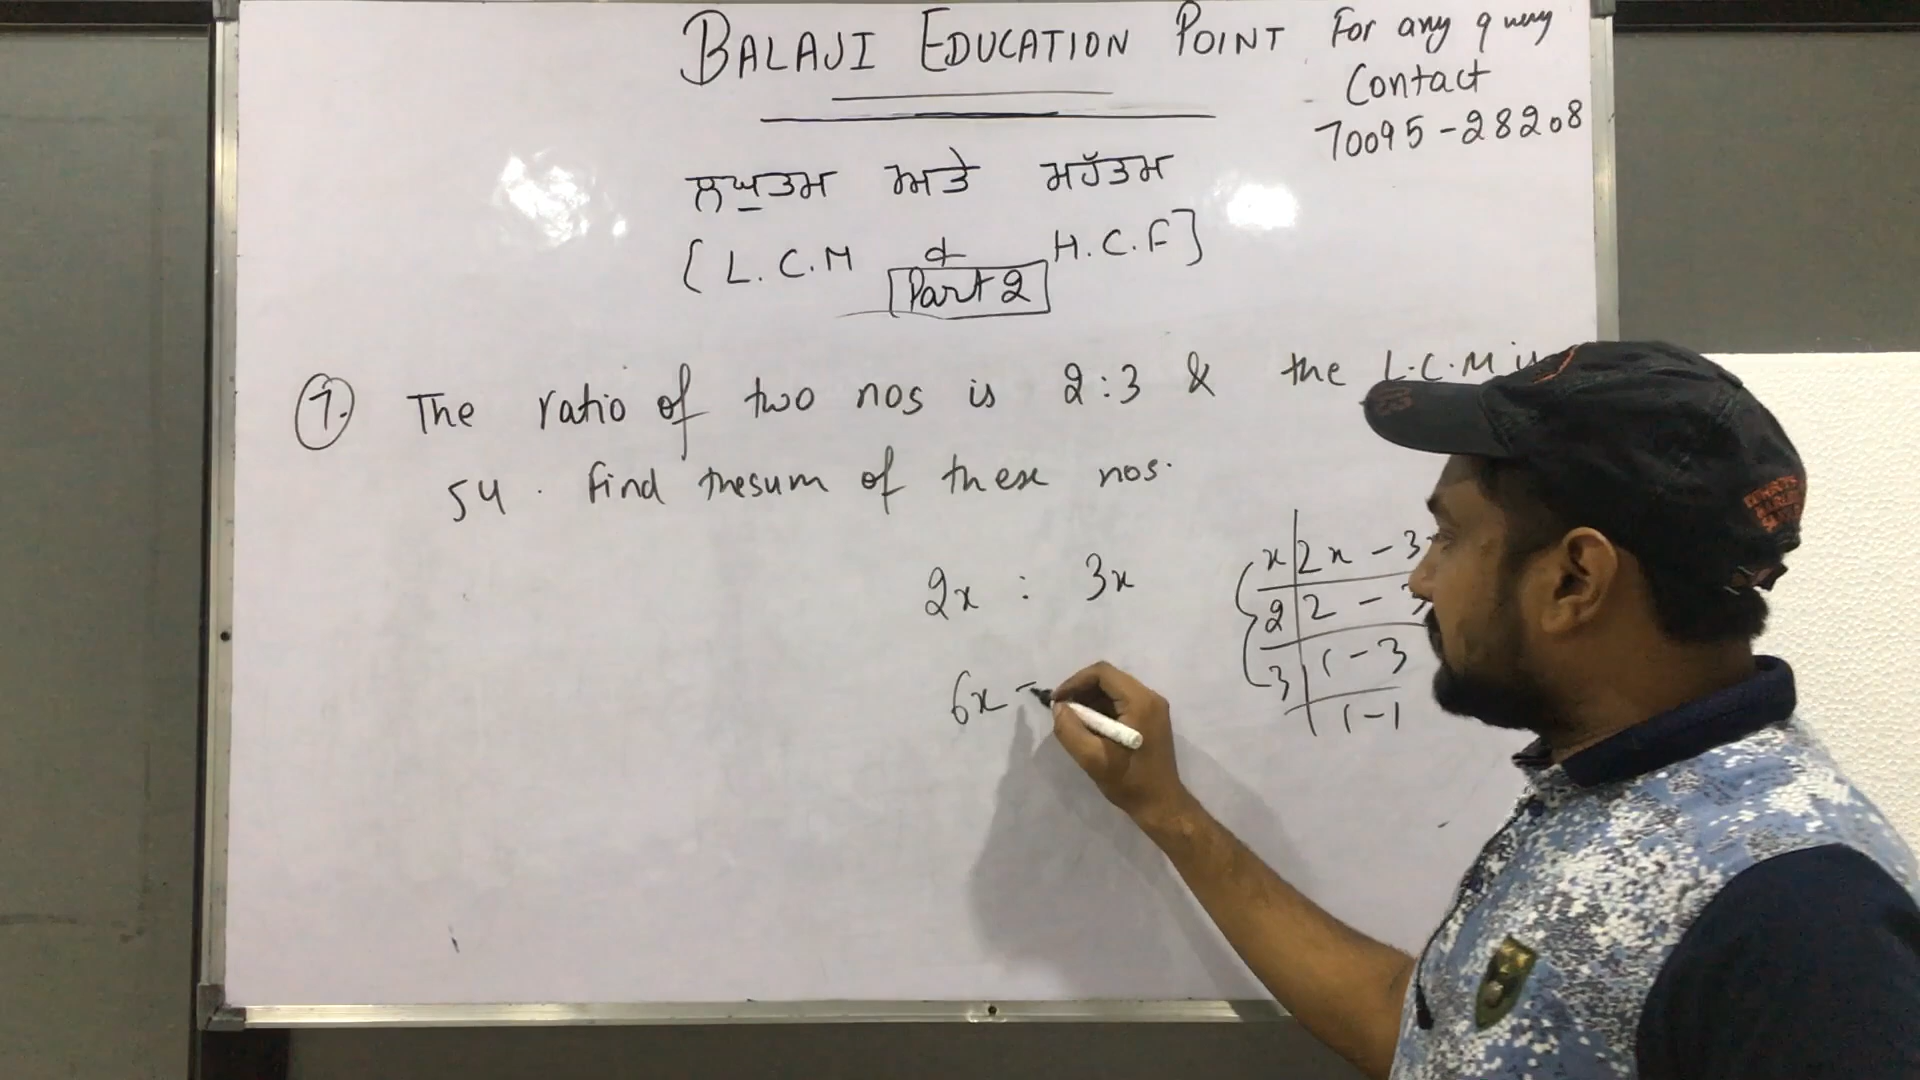 BALAJI EDUCATION POINT
For any query
Contact
70095-28208
ਲਘੁਤਮ ਅਤੇ ਮਹੱਤਮ
[L.C.M & H.C.F]
Part 2
7. The ratio of two nos is 2:3 & the L.C.M is
54. find the sum of these nos.
2x : 3x
6x =
x 2x - 3
2 2 -
3 1 - 3
1 - 1